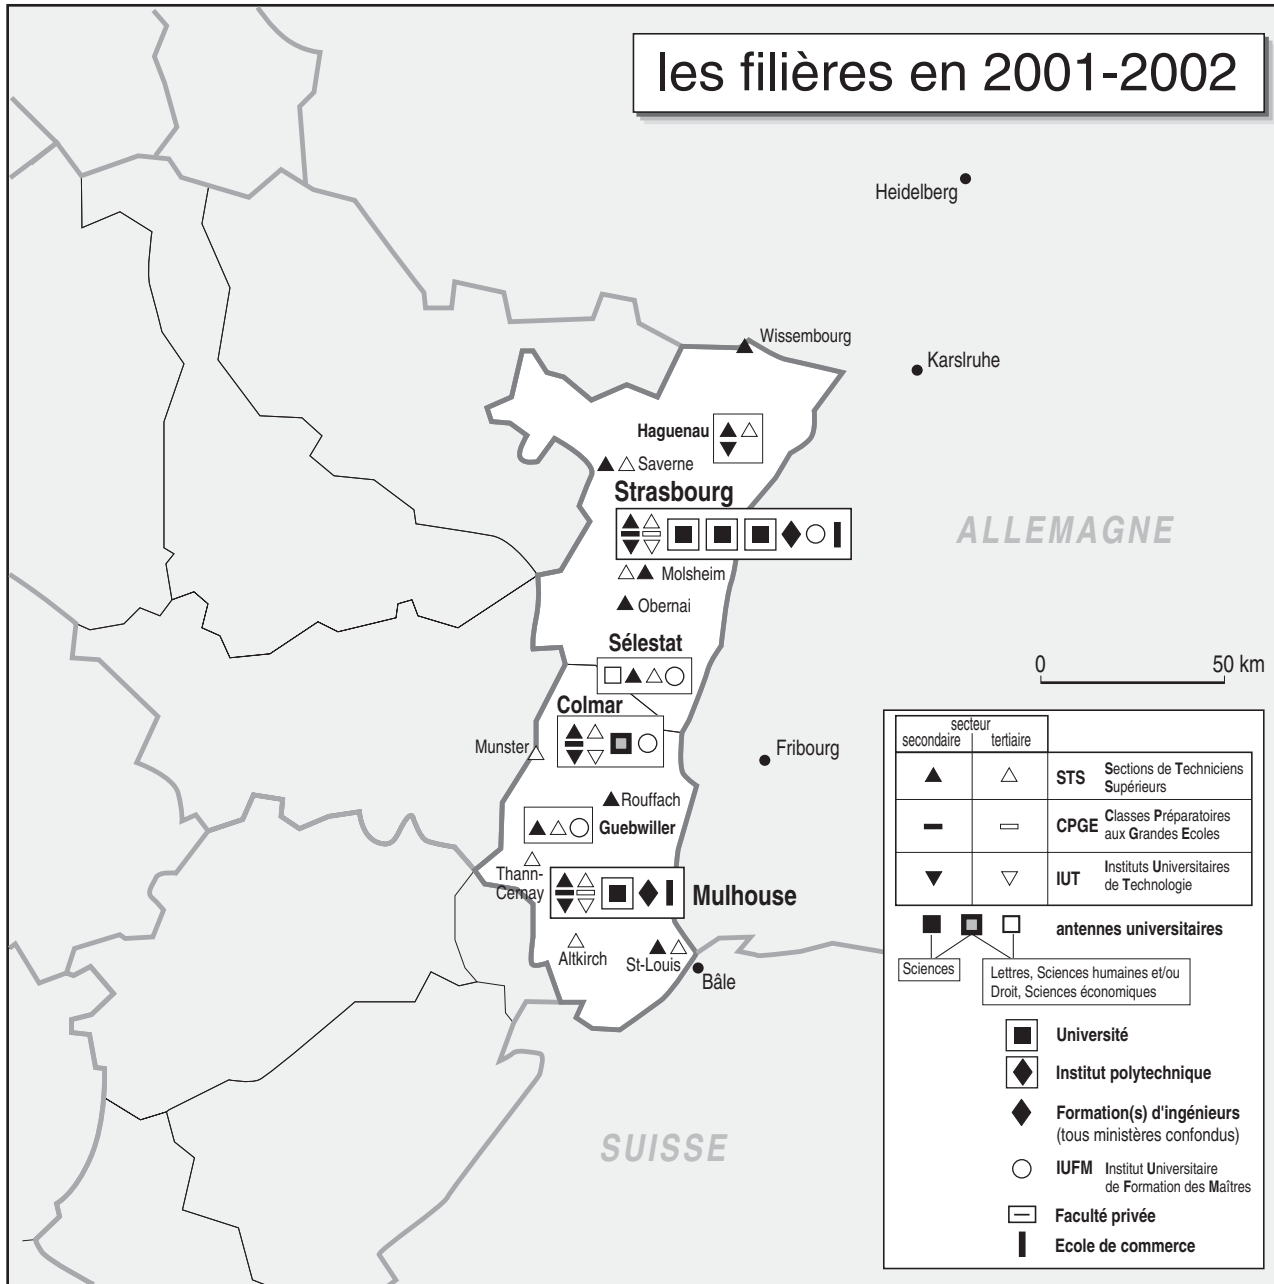 les filières en 2001-2002
Heidelberg
Wissembourg
Karslruhe
Haguenau
Saverne
Strasbourg
ALLEMAGNE
Molsheim
Obernai
Sélestat
0 50 km
Colmar
Munster
Fribourg
Rouffach
Guebwiller
Thann-
Cernay
Mulhouse
Altkirch
St-Louis
Bâle
SUISSE
secteur
secondaire tertiaire
STS Sections de Techniciens
Supérieurs
CPGE Classes Préparatoires
aux Grandes Ecoles
IUT Instituts Universitaires
de Technologie
antennes universitaires
Sciences
Lettres, Sciences humaines et/ou
Droit, Sciences économiques
Université
Institut polytechnique
Formation(s) d'ingénieurs
(tous ministères confondus)
IUFM Institut Universitaire
de Formation des Maîtres
Faculté privée
Ecole de commerce